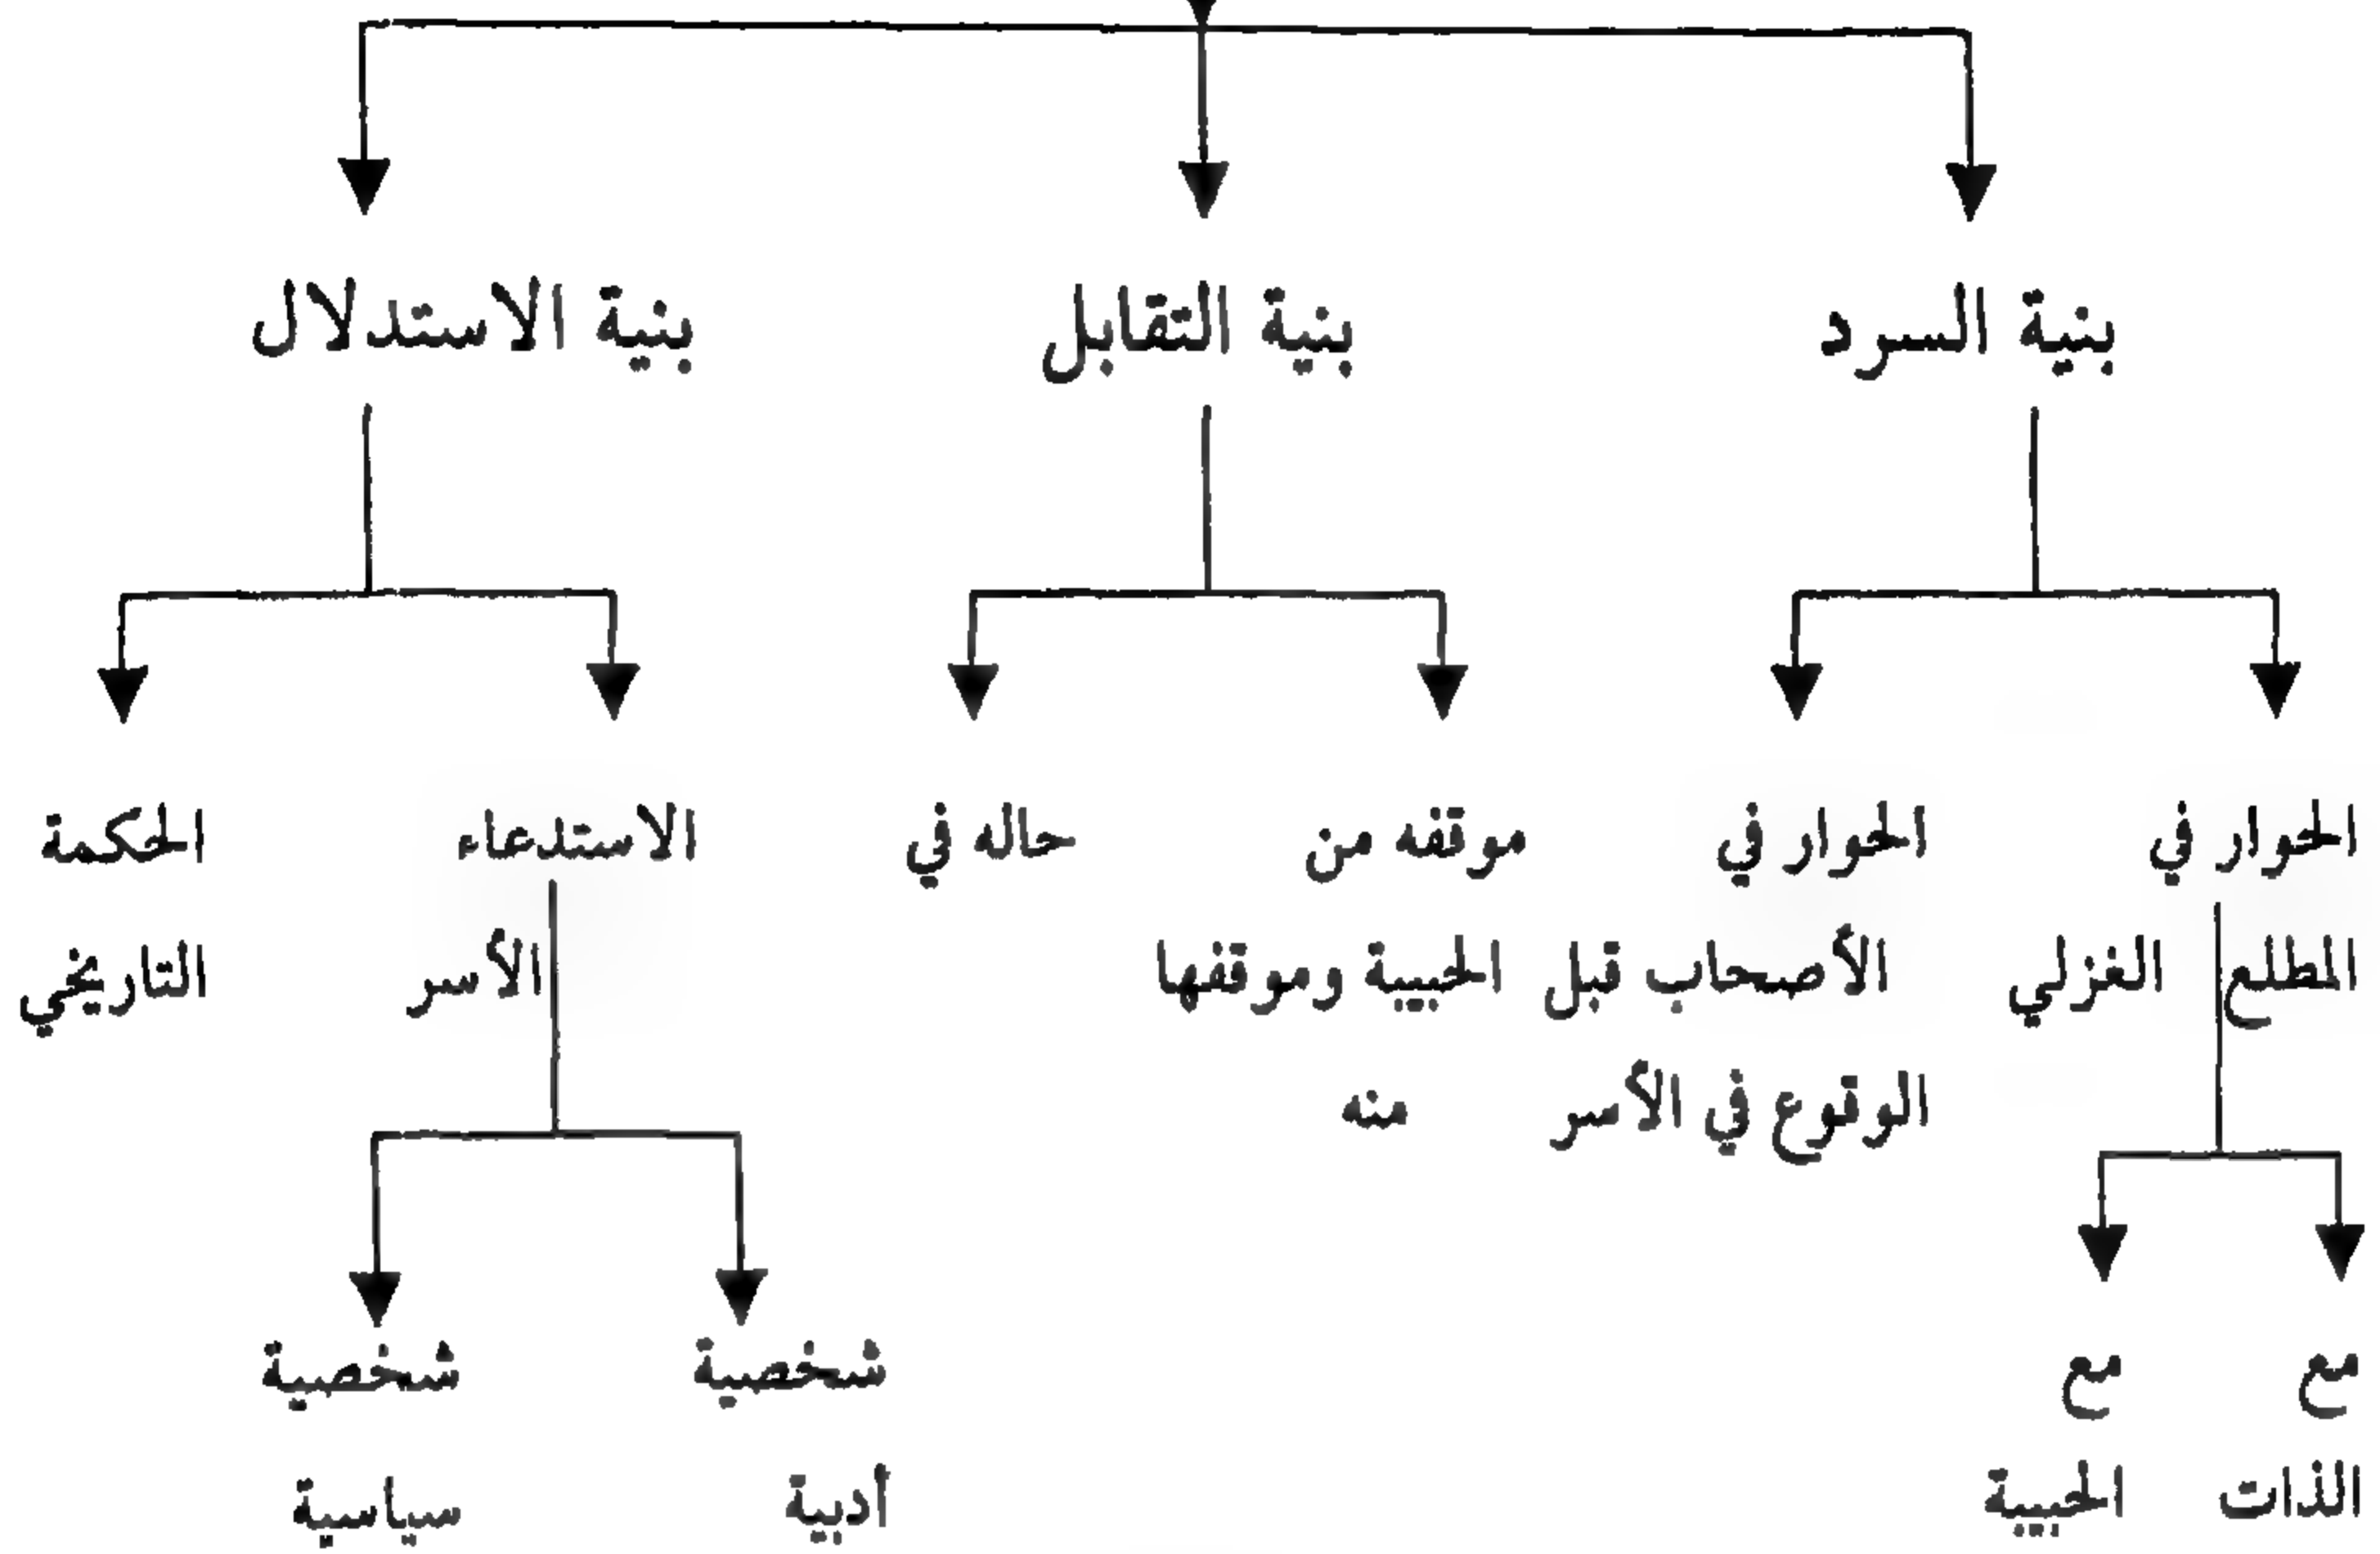 بنية السرد
بنية التقابل
بنية الاستدلال
الحوار في
المطلع الغزلي
الحوار في
الأصحاب قبل
الوقوع في الأسر
موقفه من
الحبيبة وموقفها
منه
حاله في
الأسر
الاستدعاء
التاريخي
الحكمة
مع
الذات
مع
الحبيبة
شخصية
أدبية
شخصية
سياسية